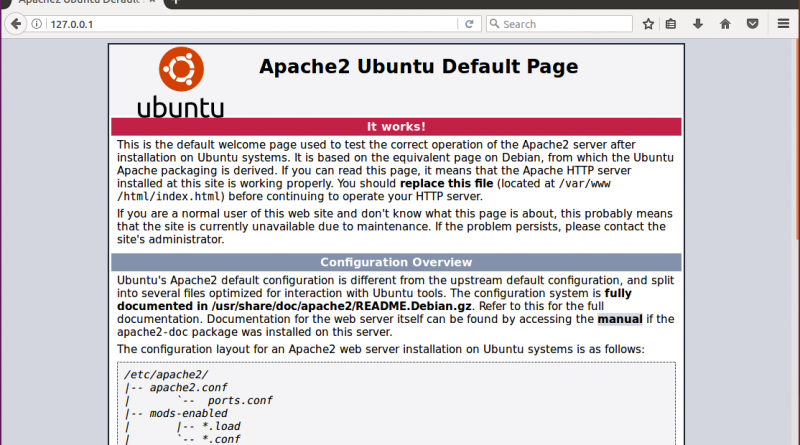 Apache2 Ubuntu Default
127.0.0.1
Search
ubuntu
Apache2 Ubuntu Default Page
It works!
This is the default welcome page used to test the correct operation of the Apache2 server after
installation on Ubuntu systems. It is based on the equivalent page on Debian, from which the Ubuntu
Apache packaging is derived. If you can read this page, it means that the Apache HTTP server
installed at this site is working properly. You should replace this file (located at /var/www
/html/index.html) before continuing to operate your HTTP server.
If you are a normal user of this web site and don't know what this page is about, this probably means
that the site is currently unavailable due to maintenance. If the problem persists, please contact the
site's administrator.
Configuration Overview
Ubuntu's Apache2 default configuration is different from the upstream default configuration, and split
into several files optimized for interaction with Ubuntu tools. The configuration system is fully
documented in /usr/share/doc/apache2/README.Debian.gz. Refer to this for the full
documentation. Documentation for the web server itself can be found by accessing the manual if the
apache2-doc package was installed on this server.
The configuration layout for an Apache2 web server installation on Ubuntu systems is as follows:
/etc/apache2/
|-- apache2.conf
|       `--  ports.conf
|-- mods-enabled
|       |-- *.load
|       `-- *.conf